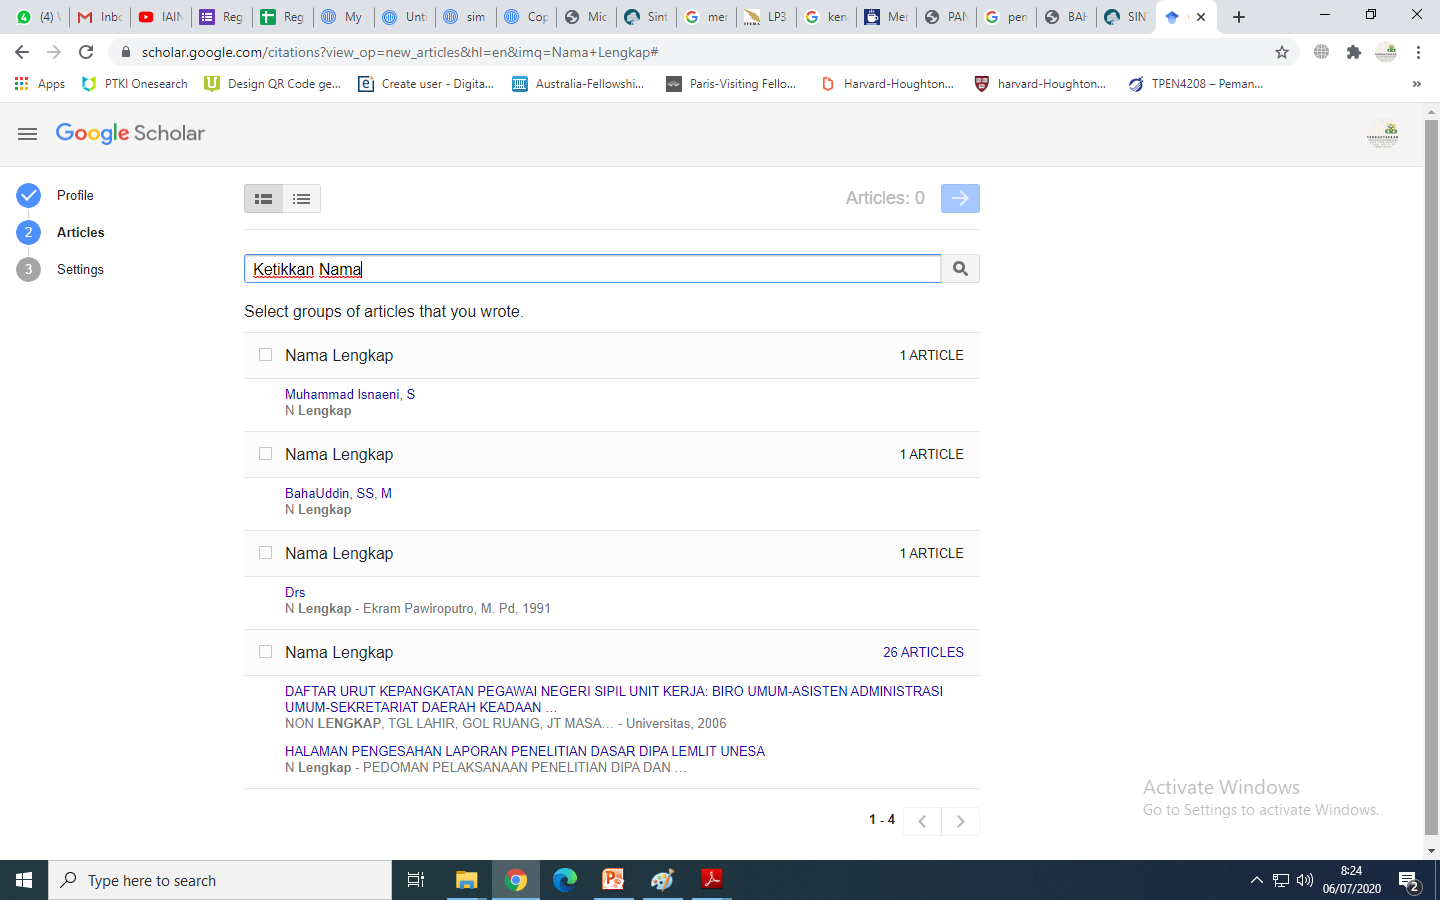 (4) W
Inbo
IAIN
Reg
Reg
My
Unti
sim
Cop
Mic
Sint
mer
LP3
ken
Mer
PAN
per
BAH
SIN
scholar.google.com/citations?view_op=new_articles&hl=en&imq=Nama+Lengkap#
Apps
PTKI Onesearch
Design QR Code ge...
Create user - Digita...
Australia-Fellowshi...
Paris-Visiting Fello...
Harvard-Houghton...
harvard-Houghton...
TPEN4208 – Peman...
»
Google Scholar
Profile
2 Articles
3 Settings
Articles: 0
Ketikkan Nama
Select groups of articles that you wrote.
Nama Lengkap 1 ARTICLE
Muhammad Isnaeni, S
N Lengkap
Nama Lengkap 1 ARTICLE
BahaUddin, SS, M
N Lengkap
Nama Lengkap 1 ARTICLE
Drs
N Lengkap - Ekram Pawiroputro, M. Pd, 1991
Nama Lengkap 26 ARTICLES
DAFTAR URUT KEPANGKATAN PEGAWAI NEGERI SIPIL UNIT KERJA: BIRO UMUM-ASISTEN ADMINISTRASI
UMUM-SEKRETARIAT DAERAH KEADAAN ...
NON LENGKAP, TGL LAHIR, GOL RUANG, JT MASA... - Universitas, 2006
HALAMAN PENGESAHAN LAPORAN PENELITIAN DASAR DIPA LEMLIT UNESA
N Lengkap - PEDOMAN PELAKSANAAN PENELITIAN DIPA DAN ...
1 - 4
Activate Windows
Go to Settings to activate Windows.
Type here to search
8:24
06/07/2020
2